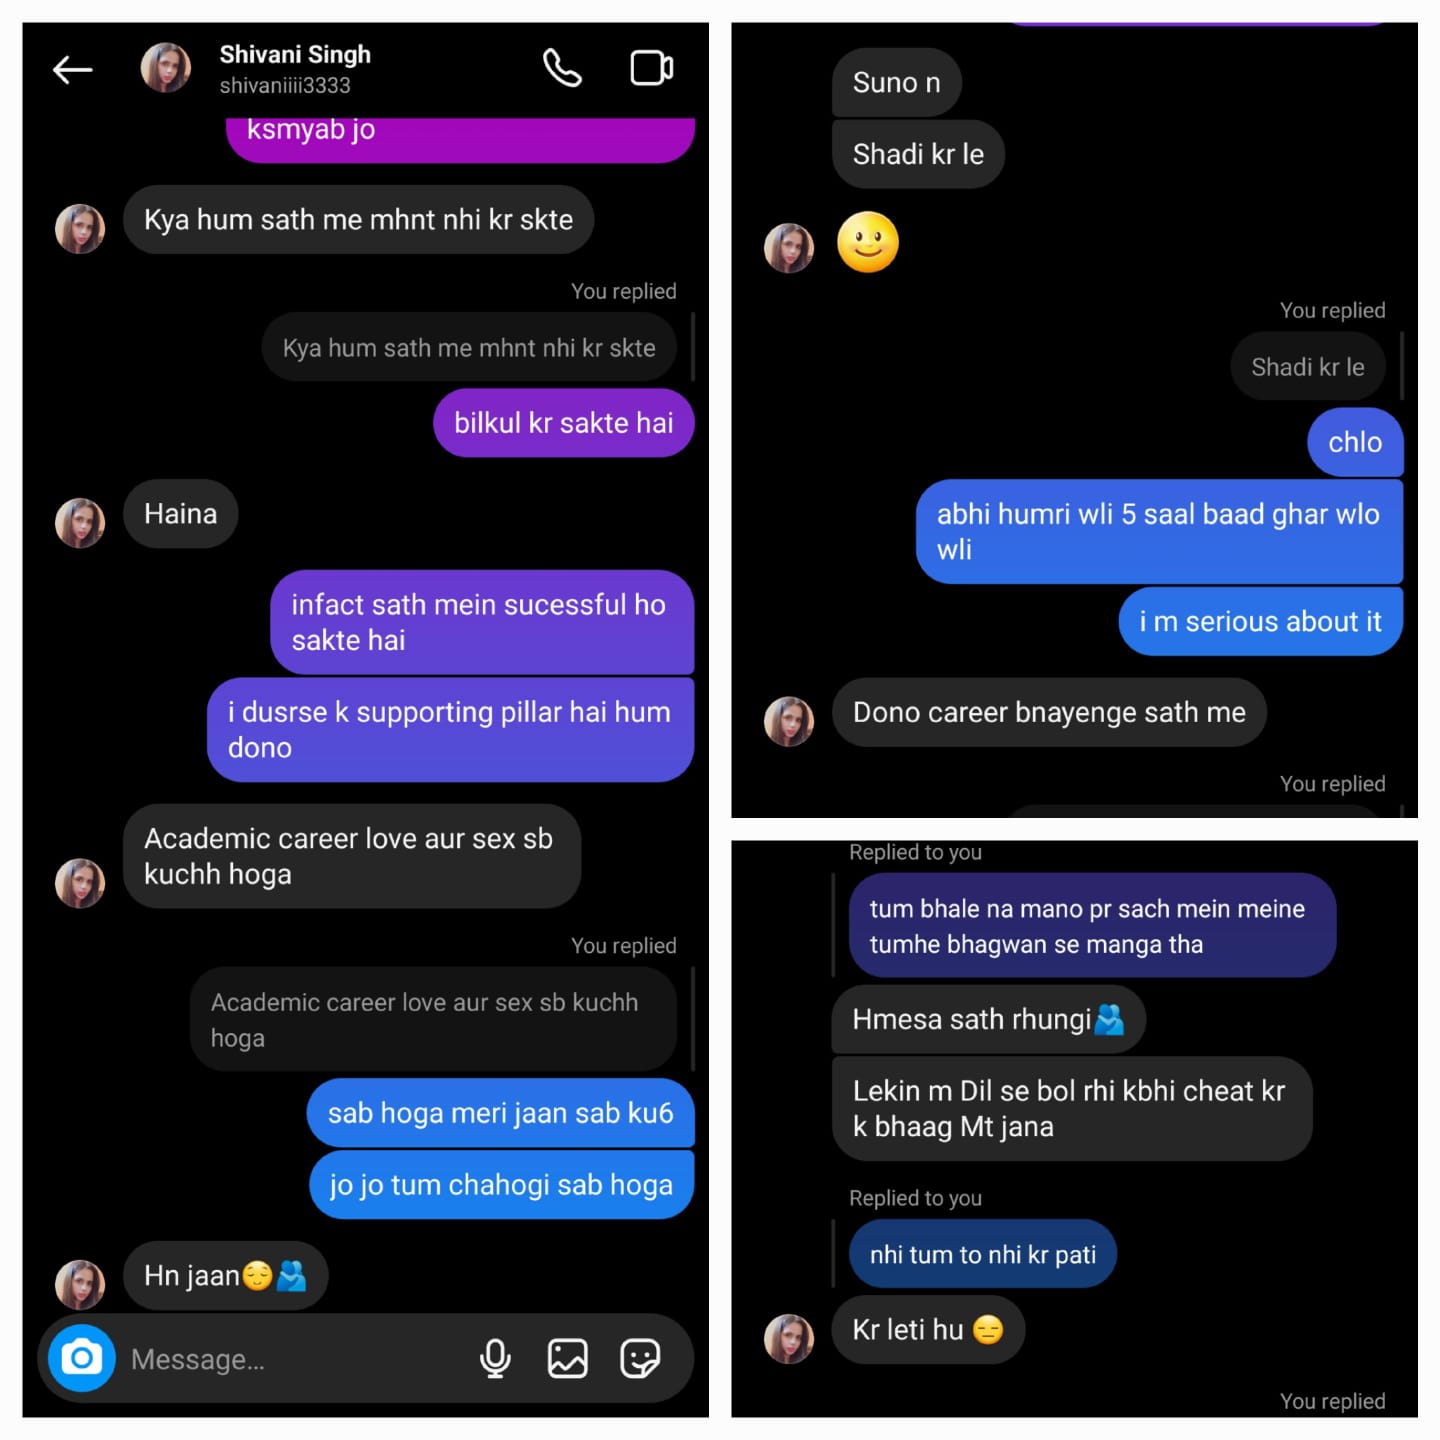 Shivani Singh
shivaniiii3333
ksmyab jo
Kya hum sath me mhnt nhi kr skte
You replied
Kya hum sath me mhnt nhi kr skte
bilkul kr sakte hai
Haina
infact sath mein sucessful ho
sakte hai
i dusrse k supporting pillar hai hum
dono
Academic career love aur sex sb
kuchh hoga
You replied
Academic career love aur sex sb kuchh
hoga
sab hoga meri jaan sab ku6
jo jo tum chahogi sab hoga
Hn jaan😌🫂
Message...
Suno n
Shadi kr le
🌝
You replied
Shadi kr le
chlo
abhi humri wli 5 saal baad ghar wlo
wli
i m serious about it
Dono career bnayenge sath me
You replied
Replied to you
tum bhale na mano pr sach mein meine
tumhe bhagwan se manga tha
Hmesa sath rhungi🫂
Lekin m Dil se bol rhi kbhi cheat kr
k bhaag Mt jana
Replied to you
nhi tum to nhi kr pati
Kr leti hu 😑
You replied